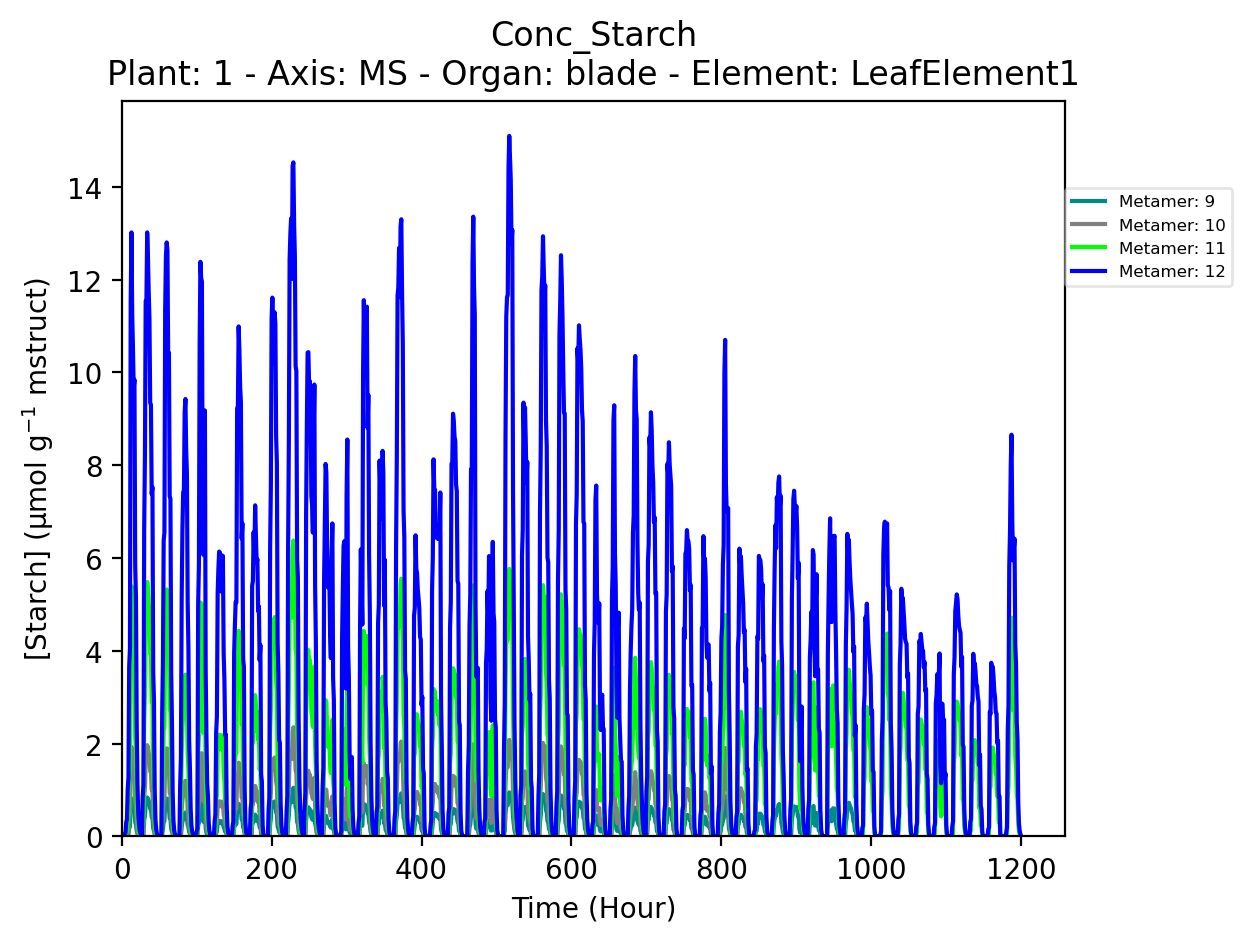 Conc_Starch
Plant: 1 - Axis: MS - Organ: blade - Element: LeafElement1
[Starch] (µmol g⁻¹ mstruct)
14
12
10
8
6
4
2
0
0 200 400 600 800 1000 1200
Time (Hour)
Metamer: 9
Metamer: 10
Metamer: 11
Metamer: 12